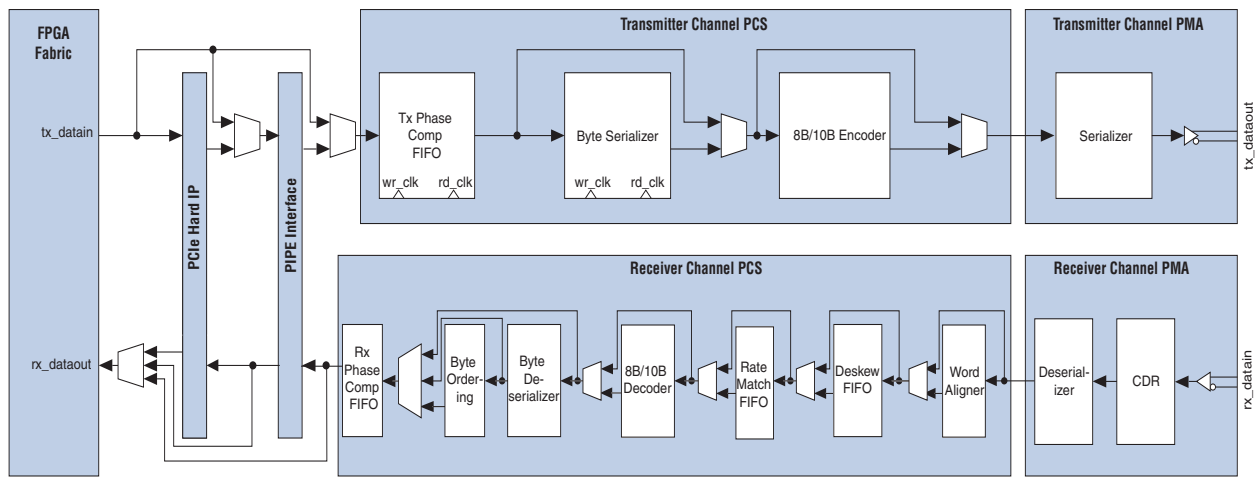 FPGA
Fabric
Transmitter Channel PCS
Transmitter Channel PMA
tx_datain
PCIe Hard IP
PIPE Interface
Tx Phase
Comp
FIFO
wr_clk
rd_clk
Byte Serializer
wr_clk
rd_clk
8B/10B Encoder
Serializer
tx_dataout
Receiver Channel PCS
Receiver Channel PMA
rx_dataout
Rx
Phase
Comp
FIFO
Byte
Order-
ing
Byte
De-
serializer
8B/10B
Decoder
Rate
Match
FIFO
Deskew
FIFO
Word
Aligner
Deserial-
izer
CDR
rx_datain